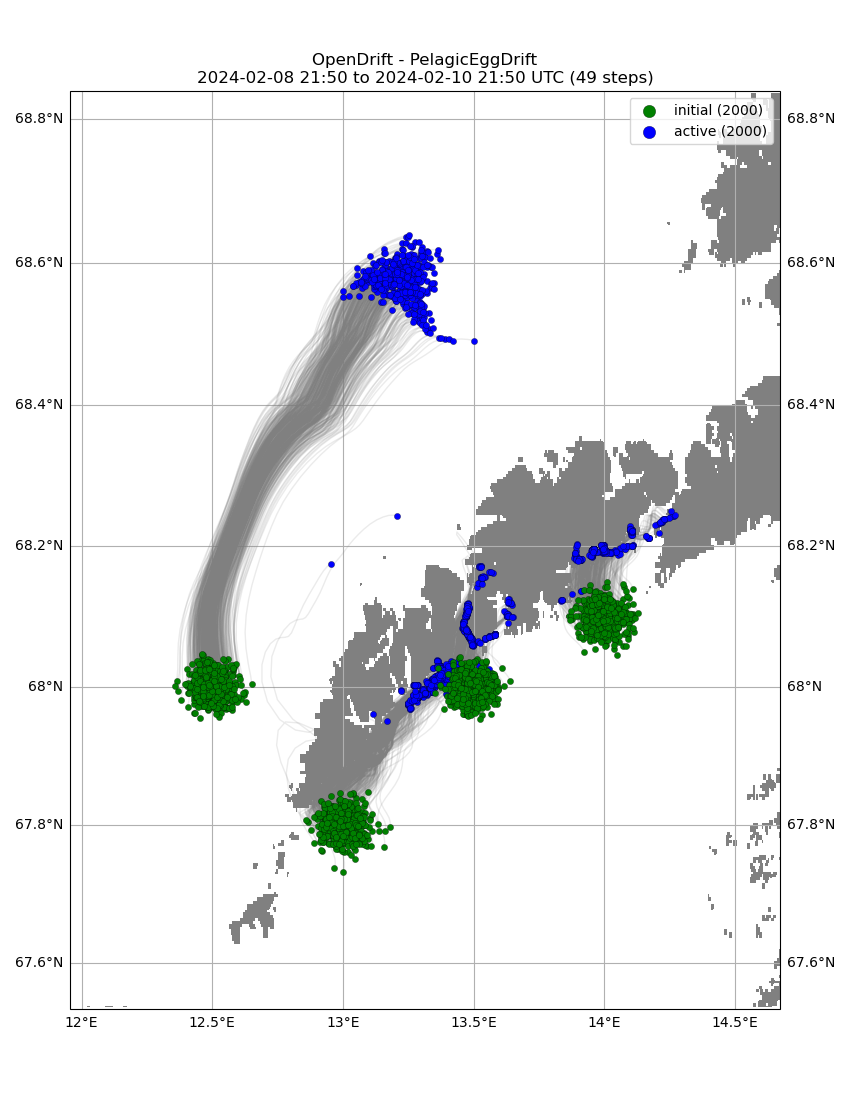 OpenDrift - PelagicEggDrift
2024-02-08 21:50 to 2024-02-10 21:50 UTC (49 steps)
initial (2000)
active (2000)
68.8°N 68.8°N
68.6°N 68.6°N
68.4°N 68.4°N
68.2°N 68.2°N
68°N 68°N
67.8°N 67.8°N
67.6°N 67.6°N
12°E 12.5°E 13°E 13.5°E 14°E 14.5°E